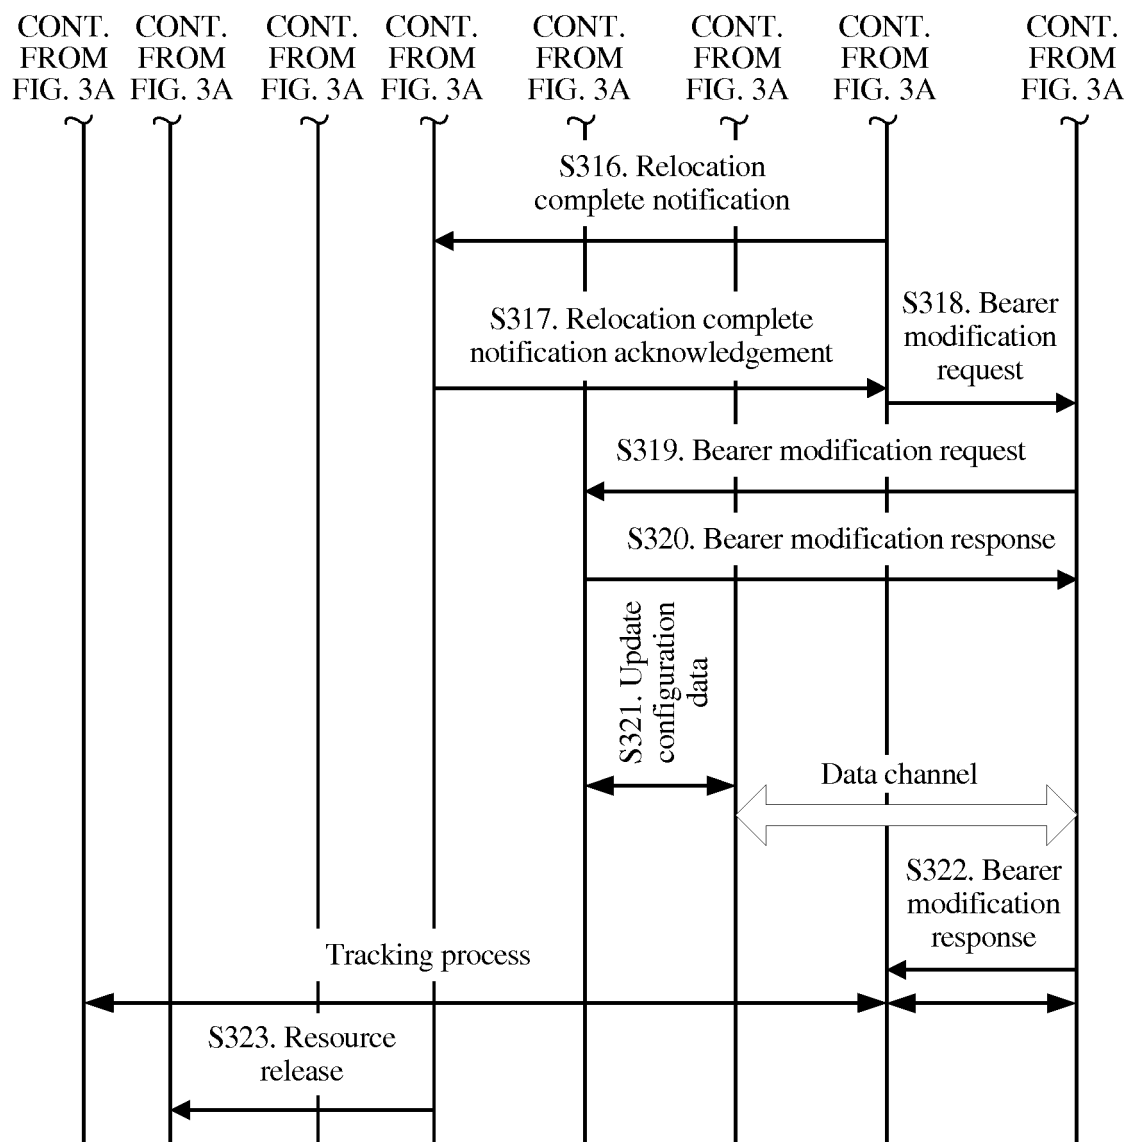 CONT.
FROM
FIG. 3A
CONT.
FROM
FIG. 3A
CONT.
FROM
FIG. 3A
CONT.
FROM
FIG. 3A
CONT.
FROM
FIG. 3A
CONT.
FROM
FIG. 3A
CONT.
FROM
FIG. 3A
CONT.
FROM
FIG. 3A
S316. Relocation
complete notification
S317. Relocation complete
notification acknowledgement
S318. Bearer
modification
request
S319. Bearer modification request
S320. Bearer modification response
S321. Update
configuration
data
Data channel
S322. Bearer
modification
response
Tracking process
S323. Resource
release